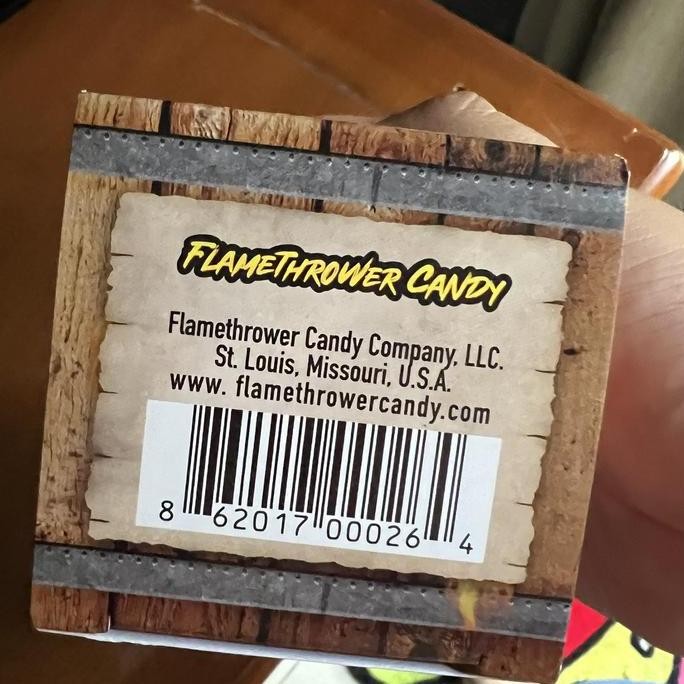 FLAMETHROWER CANDY
Flamethrower Candy Company, LLC.
St. Louis, Missouri, U.S.A.
www. flamethrowercandy.com
8 62017 00026 4